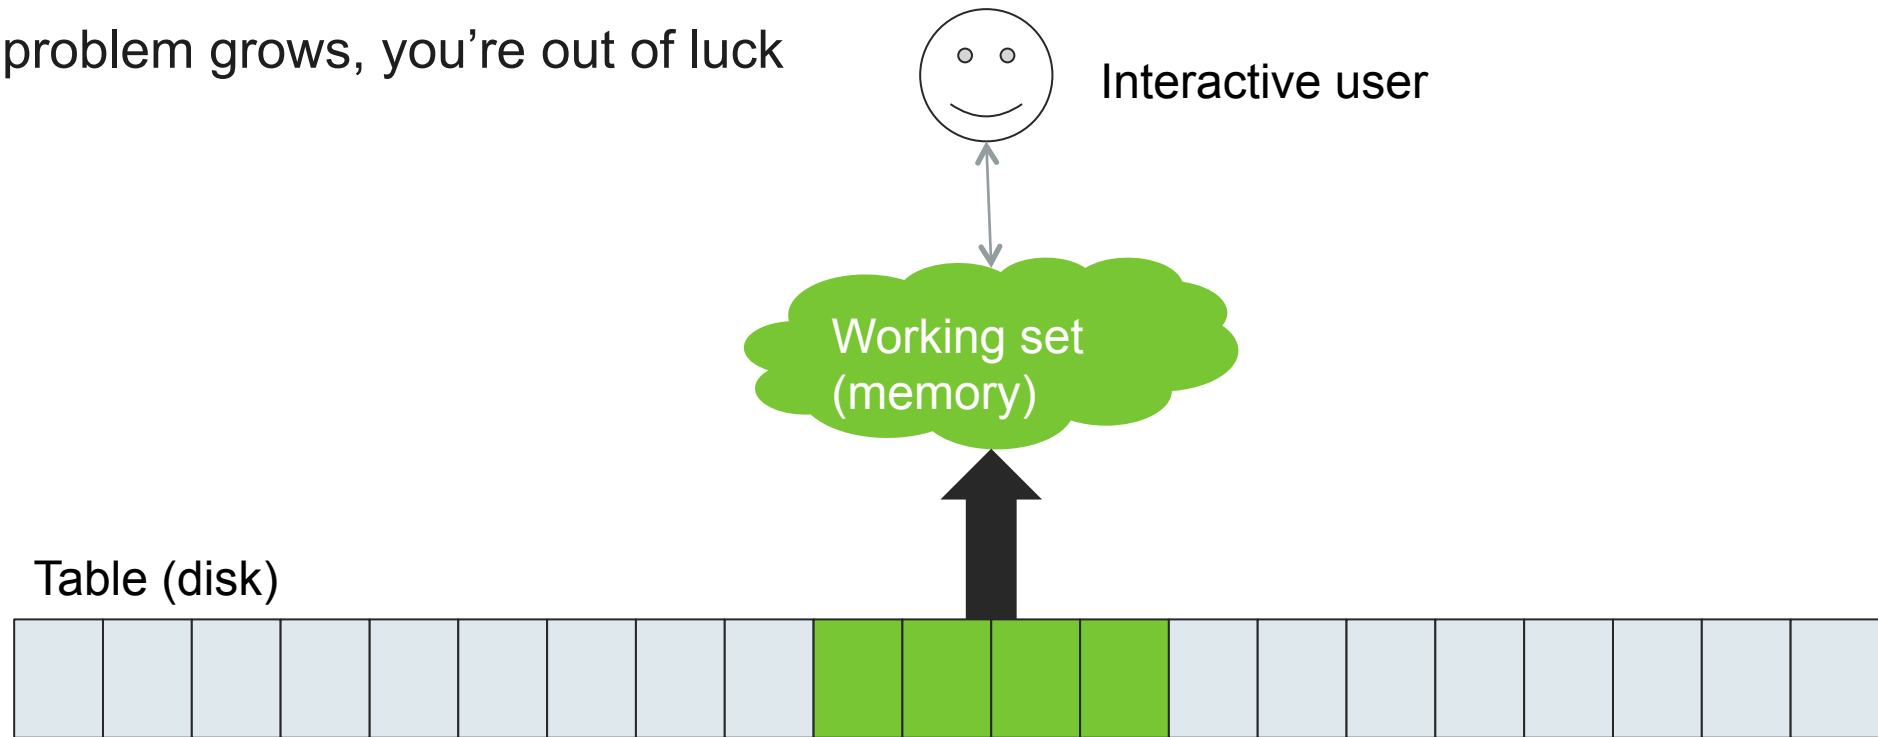 problem grows, you’re out of luck
Interactive user
Working set
(memory)
Table (disk)